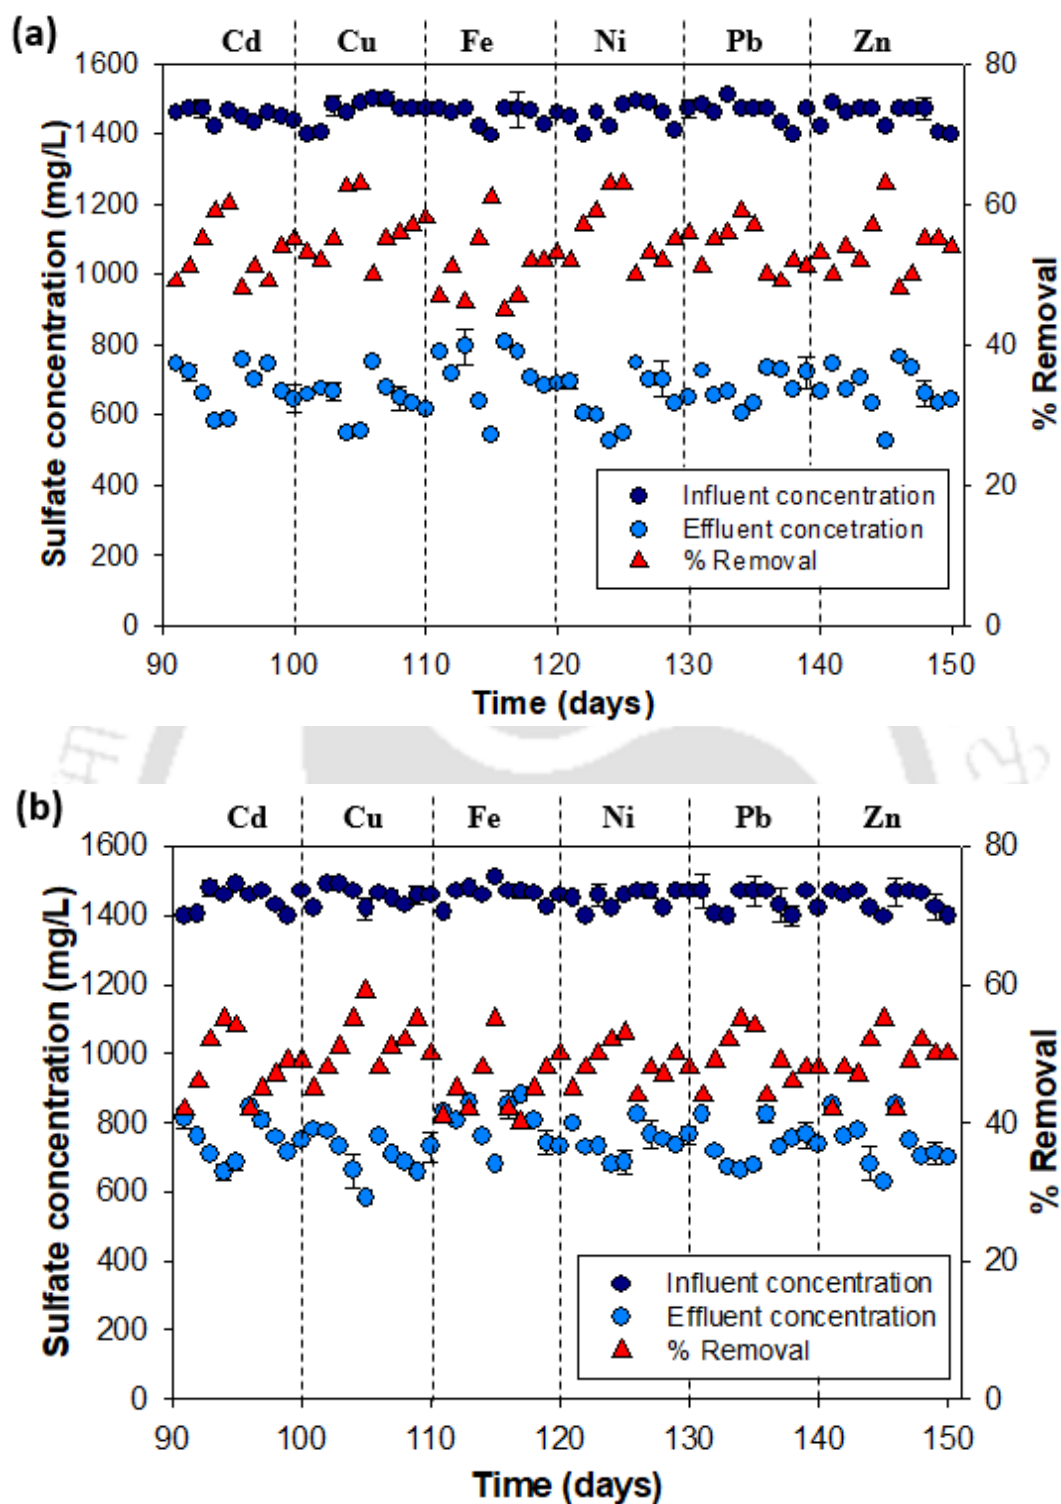 (a)
Cd Cu Fe Ni Pb Zn
1600
1400
1200
1000
800
600
400
200
0
80
60
40
20
0
Sulfate concentration (mg/L)
% Removal
Influent concentration
Effluent concetration
% Removal
90 100 110 120 130 140 150
Time (days)
(b)
Cd Cu Fe Ni Pb Zn
1600
1400
1200
1000
800
600
400
200
0
80
60
40
20
0
Sulfate concentration (mg/L)
% Removal
Influent concentration
Effluent concentration
% Removal
90 100 110 120 130 140 150
Time (days)